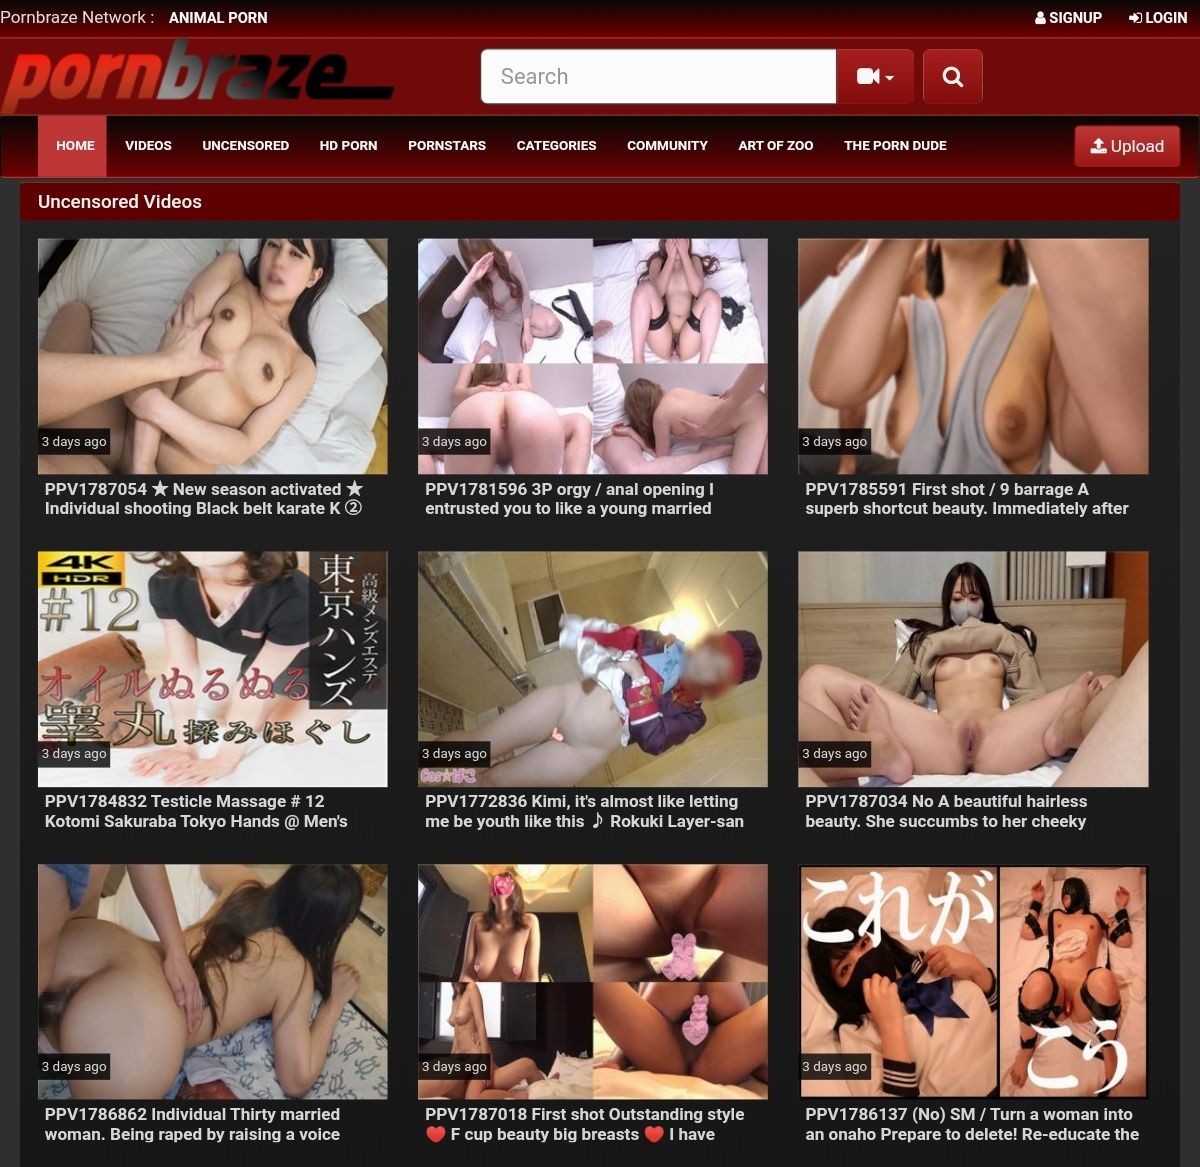 Pornbraze Network : ANIMAL PORN SIGNUP LOGIN
pornbraze
Search
HOME VIDEOS UNCENSORED HD PORN PORNSTARS CATEGORIES COMMUNITY ART OF ZOO THE PORN DUDE Upload
Uncensored Videos
3 days ago
PPV1787054 ★ New season activated ★
Individual shooting Black belt karate K ②
3 days ago
PPV1781596 3P orgy / anal opening I
entrusted you to like a young married
3 days ago
PPV1785591 First shot / 9 barrage A
superb shortcut beauty. Immediately after
4K
HDR
#12
東京ハンズ
高級メンズエステ
オイルぬるぬる
睾丸揉みほぐし
3 days ago
PPV1784832 Testicle Massage # 12
Kotomi Sakuraba Tokyo Hands @ Men's
3 days ago
Cos☆ぱこ
PPV1772836 Kimi, it's almost like letting
me be youth like this ♪ Rokuki Layer-san
3 days ago
PPV1787034 No A beautiful hairless
beauty. She succumbs to her cheeky
3 days ago
PPV1786862 Individual Thirty married
woman. Being raped by raising a voice
3 days ago
PPV1787018 First shot Outstanding style
❤ F cup beauty big breasts ❤ I have
これが
こう
3 days ago
PPV1786137 (No) SM / Turn a woman into
an onaho Prepare to delete! Re-educate the